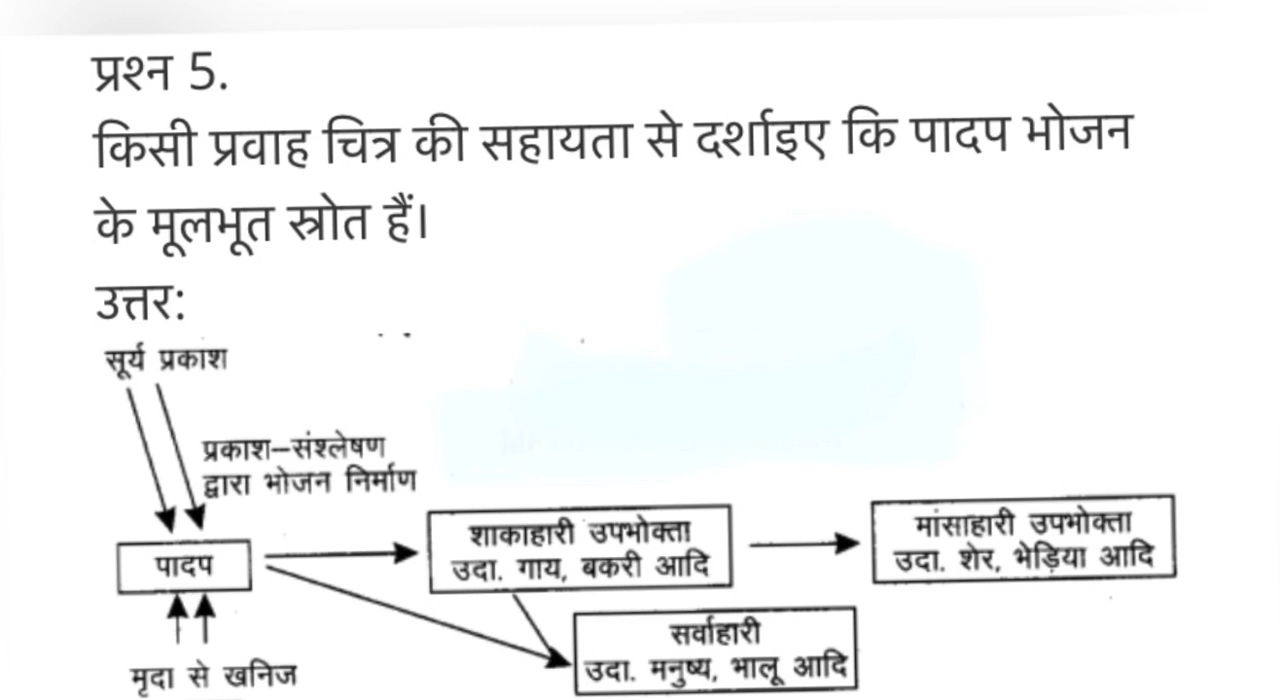 प्रश्न 5.
किसी प्रवाह चित्र की सहायता से दर्शाइए कि पादप भोजन
के मूलभूत स्रोत हैं।
उत्तर:
सूर्य प्रकाश
प्रकाश-संश्लेषण
द्वारा भोजन निर्माण
पादप
शाकाहारी उपभोक्ता
उदा. गाय, बकरी आदि
मांसाहारी उपभोक्ता
उदा. शेर, भेड़िया आदि
सर्वाहारी
उदा. मनुष्य, भालू आदि
मृदा से खनिज